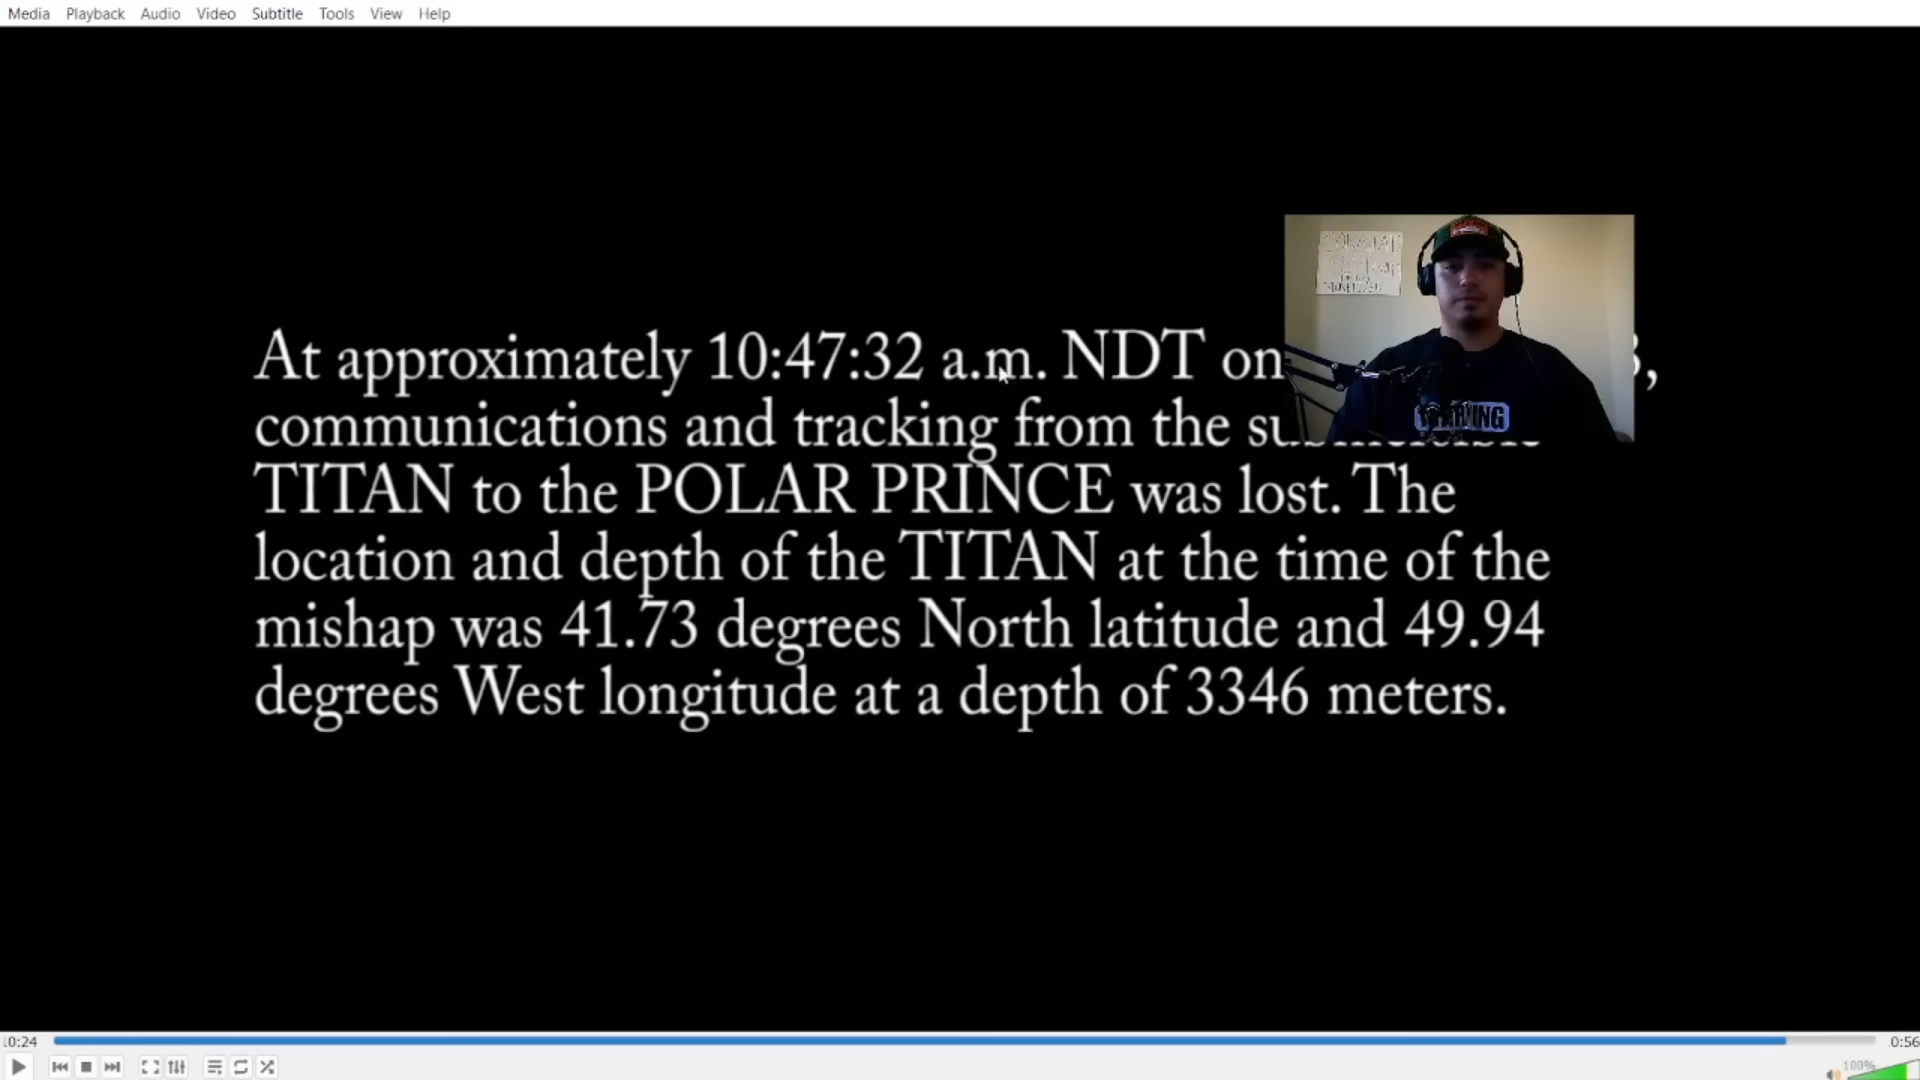 Media Playback Audio Video Subtitle Tools View Help
At approximately 10:47:32 a.m. NDT on
communications and tracking from the submersible
TITAN to the POLAR PRINCE was lost. The
location and depth of the TITAN at the time of the
mishap was 41.73 degrees North latitude and 49.94
degrees West longitude at a depth of 3346 meters.
10:24
0:56
100%